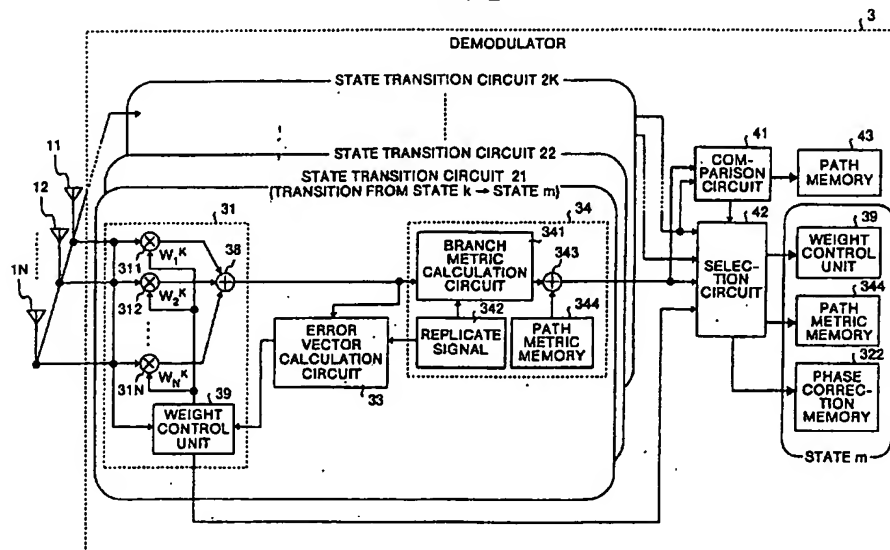 3
DEMODULATOR
STATE TRANSITION CIRCUIT 2K
STATE TRANSITION CIRCUIT 22
STATE TRANSITION CIRCUIT 21
(TRANSITION FROM STATE k → STATE m)
11
12
1N
31
311
W₁ᴷ
312
W₂ᴷ
31N
W_Nᴷ
38
39
WEIGHT
CONTROL
UNIT
ERROR
VECTOR
CALCULATION
CIRCUIT
33
34
341
BRANCH
METRIC
CALCULATION
CIRCUIT
343
342
REPLICATE
SIGNAL
344
PATH
METRIC
MEMORY
41
COM-
PARISON
CIRCUIT
43
PATH
MEMORY
42
SELEC-
TION
CIRCUIT
39
WEIGHT
CONTROL
UNIT
344
PATH
METRIC
MEMORY
322
PHASE
CORREC-
TION
MEMORY
STATE m